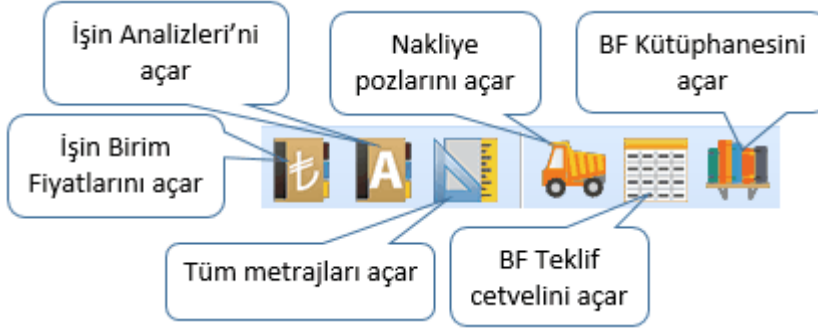 İşin Analizleri'ni
açar
Nakliye
pozlarını açar
BF Kütüphanesini
açar
İşin Birim
Fiyatlarını açar
A
Tüm metrajları açar
BF Teklif
cetvelini açar